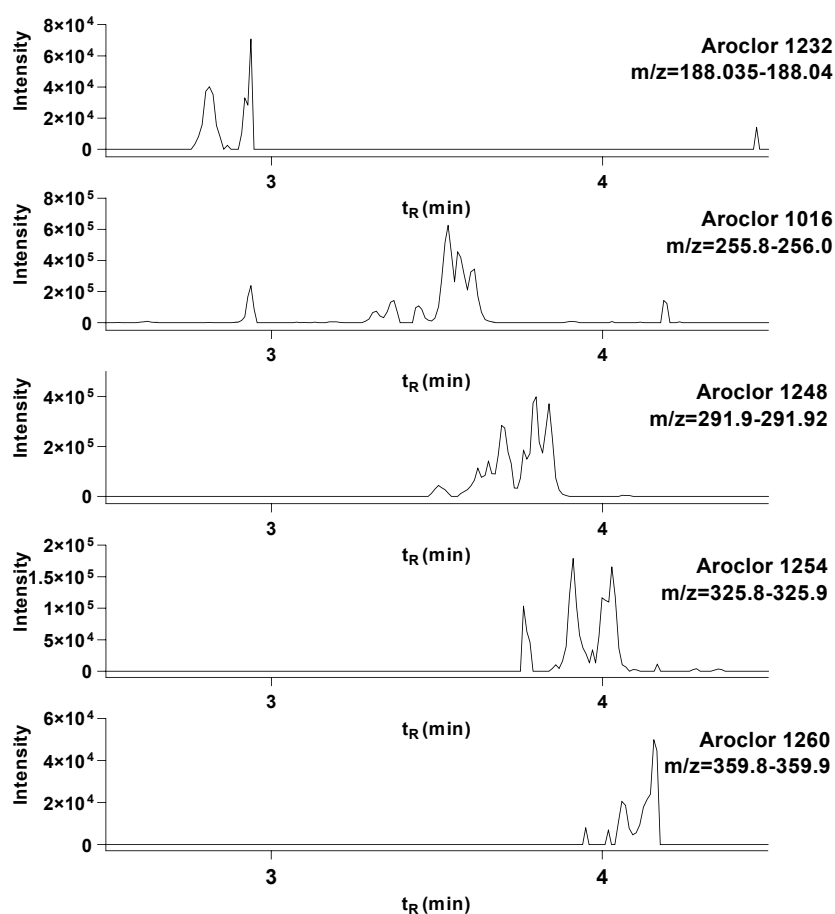 8×10⁴
6×10⁴
4×10⁴
2×10⁴
0
Intensity
Aroclor 1232
m/z=188.035-188.04
3
4
t_R (min)
8×10⁵
6×10⁵
4×10⁵
2×10⁵
0
Intensity
Aroclor 1016
m/z=255.8-256.0
3
4
t_R (min)
4×10⁵
2×10⁵
0
Intensity
Aroclor 1248
m/z=291.9-291.92
3
4
t_R (min)
2×10⁵
1.5×10⁵
1×10⁵
5×10⁴
0
Intensity
Aroclor 1254
m/z=325.8-325.9
3
4
t_R (min)
6×10⁴
4×10⁴
2×10⁴
0
Intensity
Aroclor 1260
m/z=359.8-359.9
3
4
t_R (min)